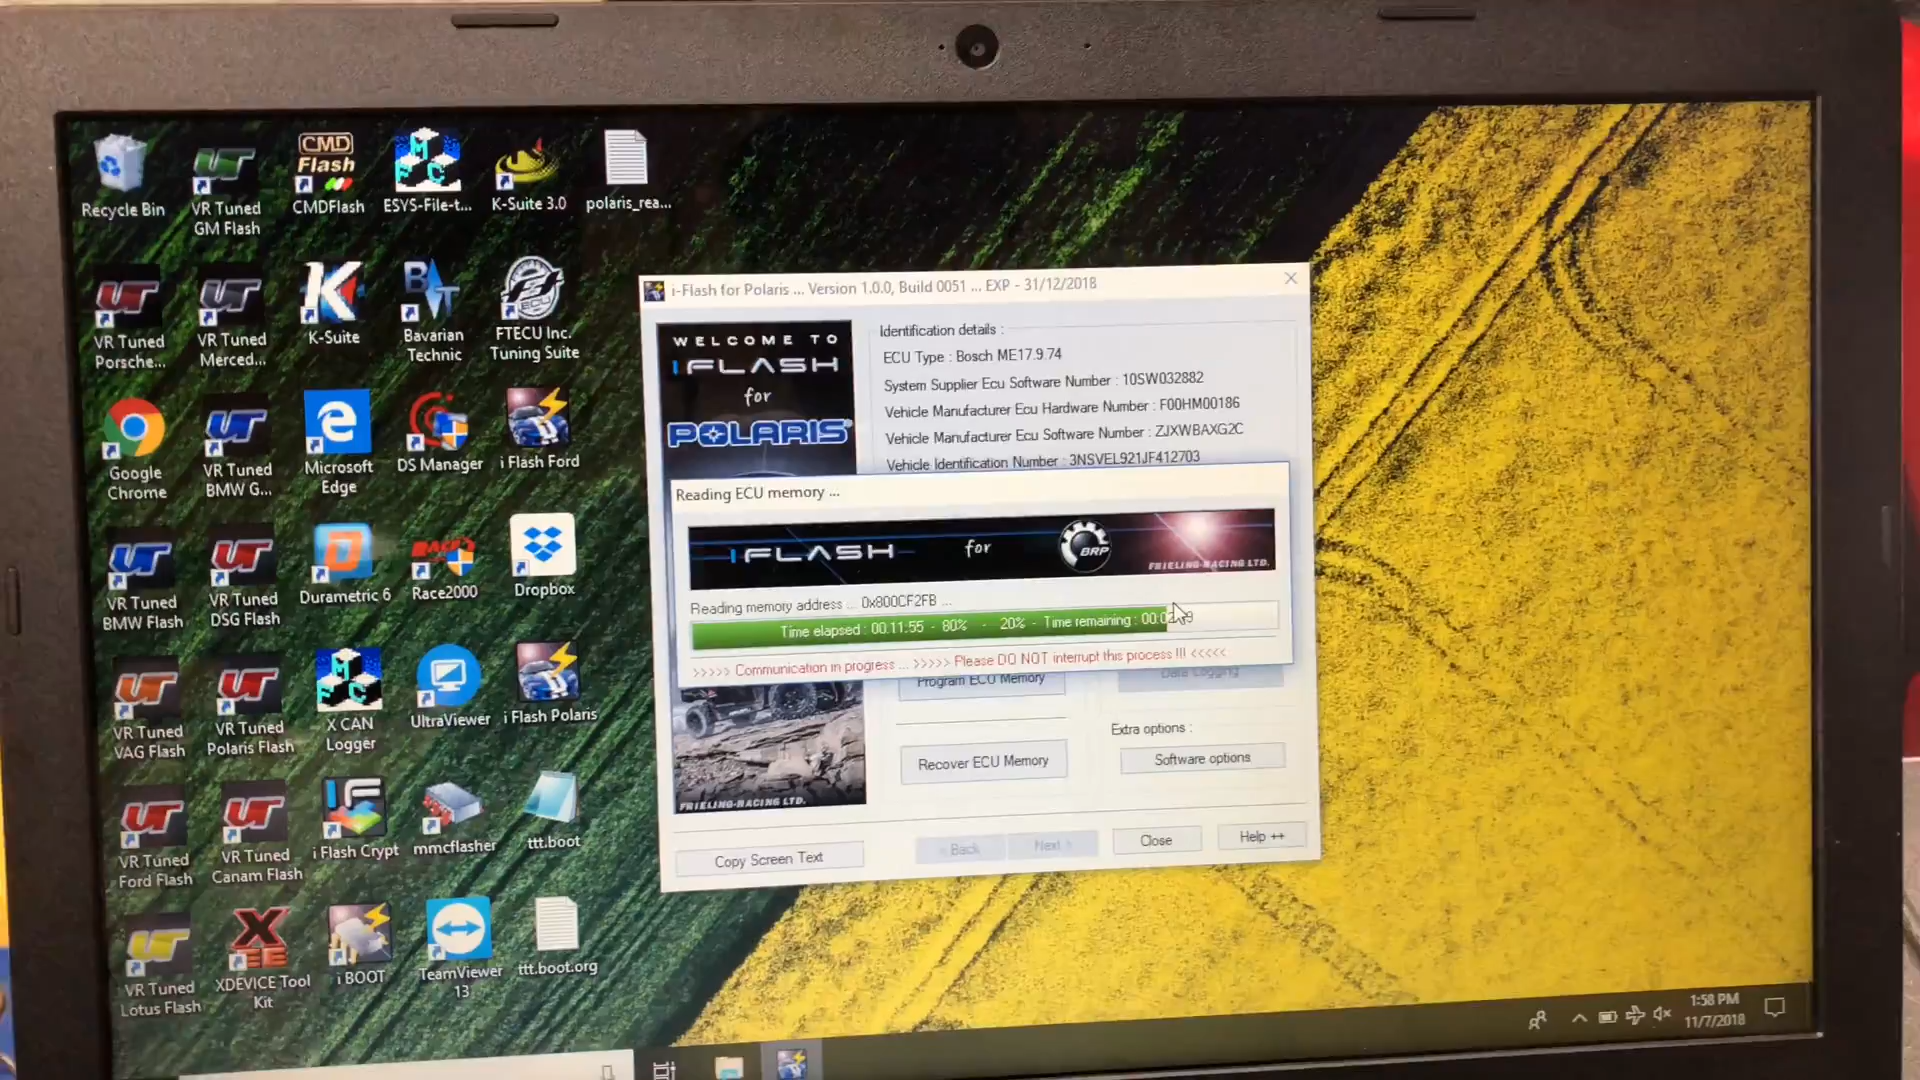 Recycle Bin
VR Tuned
GM Flash
CMD
Flash
CMDFlash
ESYS-File-t...
K-Suite 3.0
polaris_rea...
VR Tuned
Porsche...
VR Tuned
Merced...
K-Suite
Bavarian
Technic
FTECU Inc.
Tuning Suite
Google
Chrome
VR Tuned
BMW G...
Microsoft
Edge
DS Manager
i Flash Ford
VR Tuned
BMW Flash
VR Tuned
DSG Flash
Durametric 6
Race2000
Dropbox
VR Tuned
VAG Flash
VR Tuned
Polaris Flash
X CAN
Logger
UltraViewer
i Flash Polaris
VR Tuned
Ford Flash
VR Tuned
Canam Flash
i Flash Crypt
mmcflasher
ttt.boot
VR Tuned
Lotus Flash
XDEVICE Tool
Kit
i BOOT
TeamViewer
13
ttt.boot.org
i-Flash for Polaris ... Version 1.0.0, Build 0051 ... EXP - 31/12/2018
WELCOME TO
iFLASH
for
POLARIS
Identification details :
ECU Type : Bosch ME17.9.74
System Supplier Ecu Software Number : 10SW032882
Vehicle Manufacturer Ecu Hardware Number : F00HM00186
Vehicle Manufacturer Ecu Software Number : ZJXWBAXG2C
Vehicle Identification Number : 3NSVEL921JF412703
Reading ECU memory ...
iFLASH for BRP
FRIELING-RACING LTD.
Reading memory address ... 0x800CF2FB ...
Time elapsed : 00:11:55 - 80% - 20% - Time remaining :
>>>>> Communication in progress ... >>>>> Please DO NOT interrupt this process !!! <<<<<
Program ECU Memory
Data Logging
Extra options :
Recover ECU Memory
Software options
FRIELING-RACING LTD.
Copy Screen Text
< Back
Next >
Close
Help ++
1:58 PM
11/7/2018